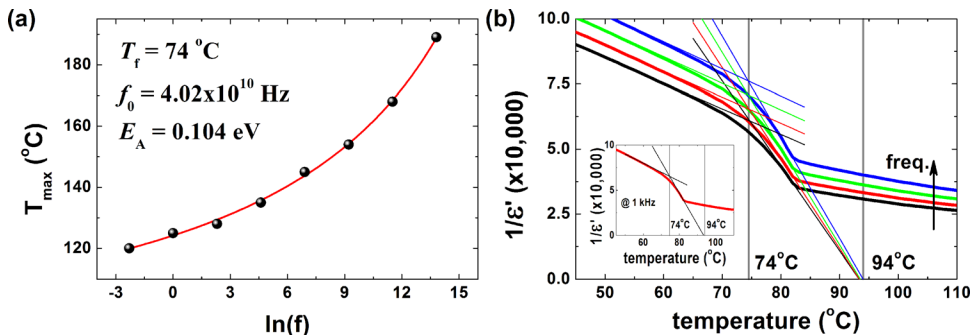 (a)
T_f = 74 °C
f_0 = 4.02x10^10 Hz
E_A = 0.104 eV
T_max (°C)
180
160
140
120
-3 0 3 6 9 12 15
ln(f)
(b)
1/ε' (x10,000)
10.0
7.5
5.0
2.5
0.0
freq.
74°C
94°C
50 60 70 80 90 100 110
temperature (°C)
1/ε' (x10,000)
10
5
0
@ 1 kHz
74°C
94°C
60 80 100
temperature (°C)